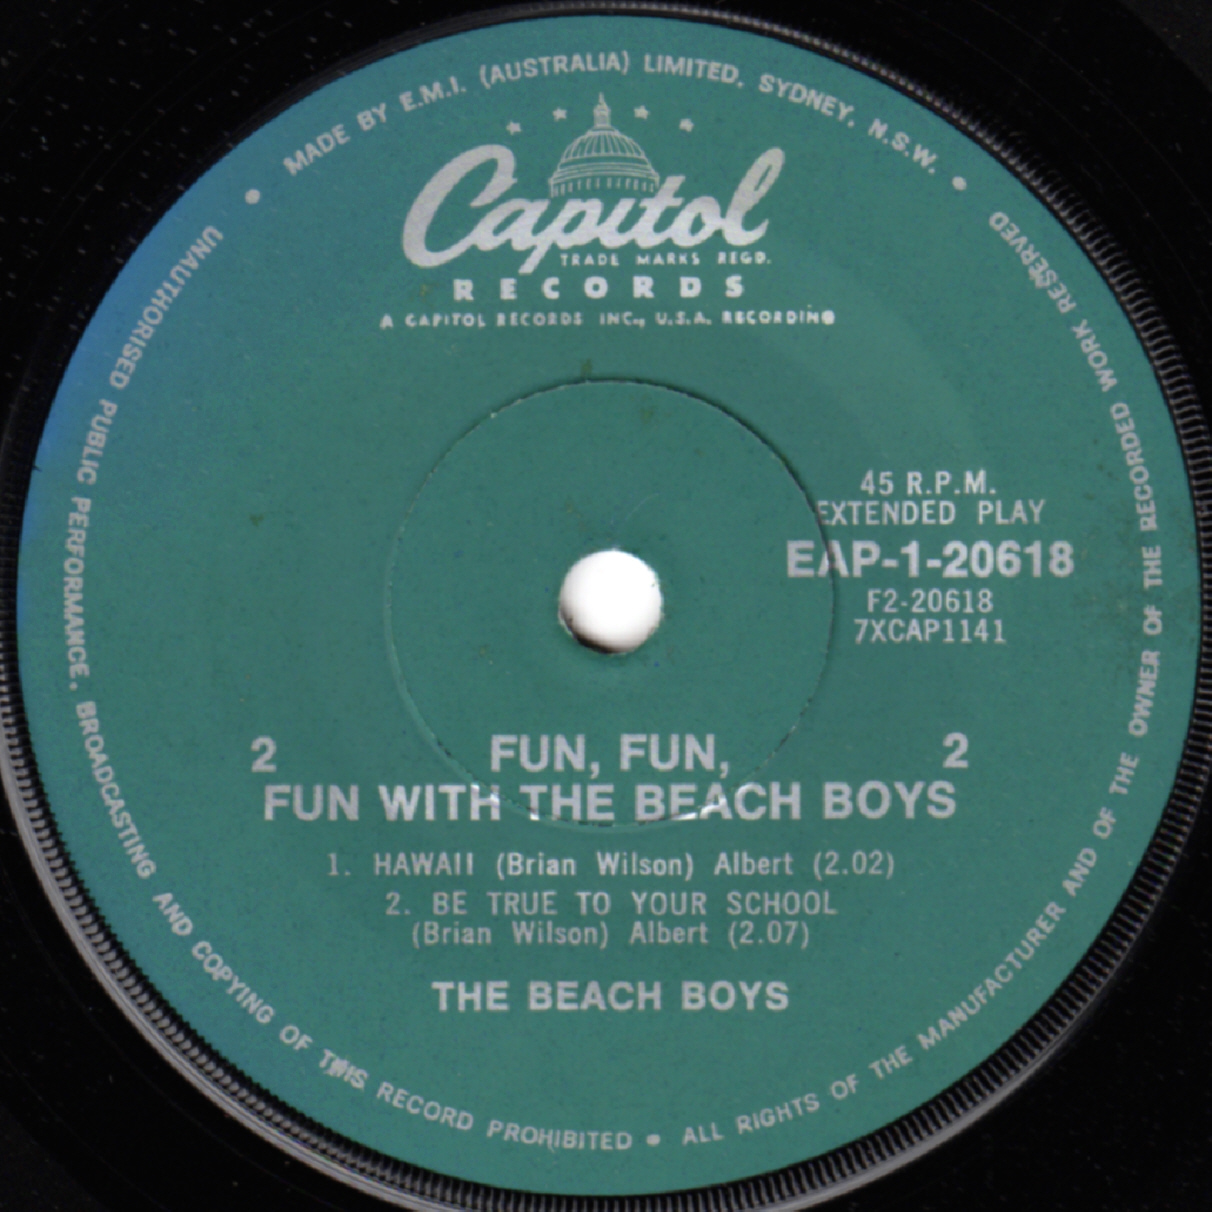 MADE BY E.M.I. (AUSTRALIA) LIMITED. SYDNEY. N.S.W.
Capitol
TRADE MARKS REGD.
RECORDS
A CAPITOL RECORDS INC., U.S.A. RECORDING
45 R.P.M.
EXTENDED PLAY
EAP-1-20618
F2-20618
7XCAP1141
2 FUN, FUN, 2
FUN WITH THE BEACH BOYS
1. HAWAII (Brian Wilson) Albert (2.02)
2. BE TRUE TO YOUR SCHOOL
(Brian Wilson) Albert (2.07)
THE BEACH BOYS
UNAUTHORISED PUBLIC PERFORMANCE. BROADCASTING AND COPYING OF THIS RECORD PROHIBITED • ALL RIGHTS OF THE MANUFACTURER AND OF THE OWNER OF THE RECORDED WORK RESERVED